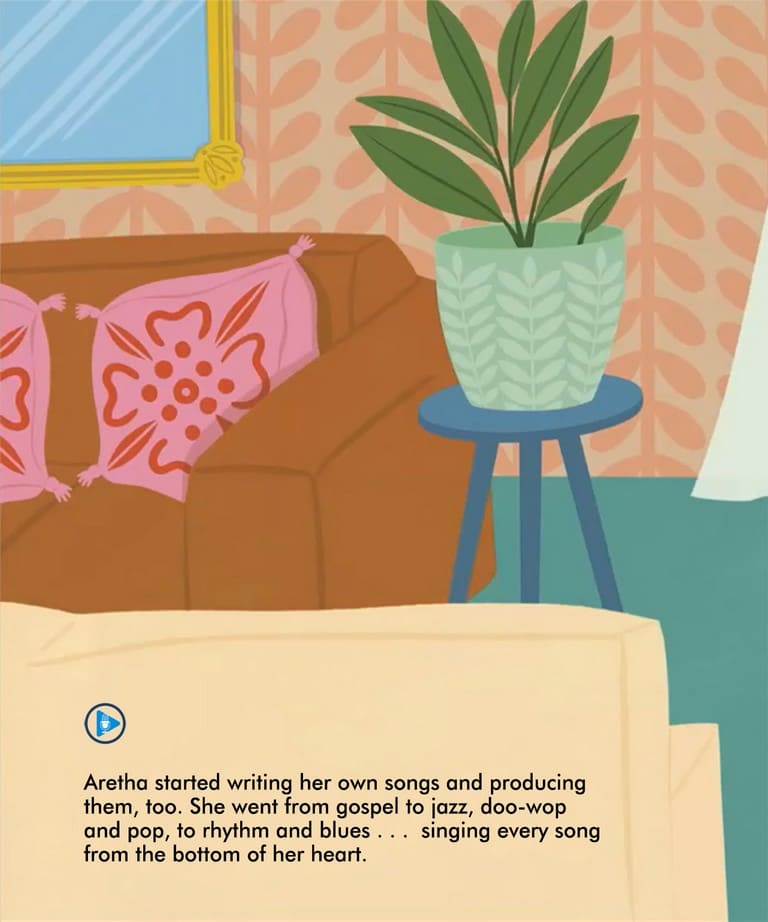 Aretha started writing her own songs and producing
them, too. She went from gospel to jazz, doo-wop
and pop, to rhythm and blues . . .  singing every song
from the bottom of her heart.